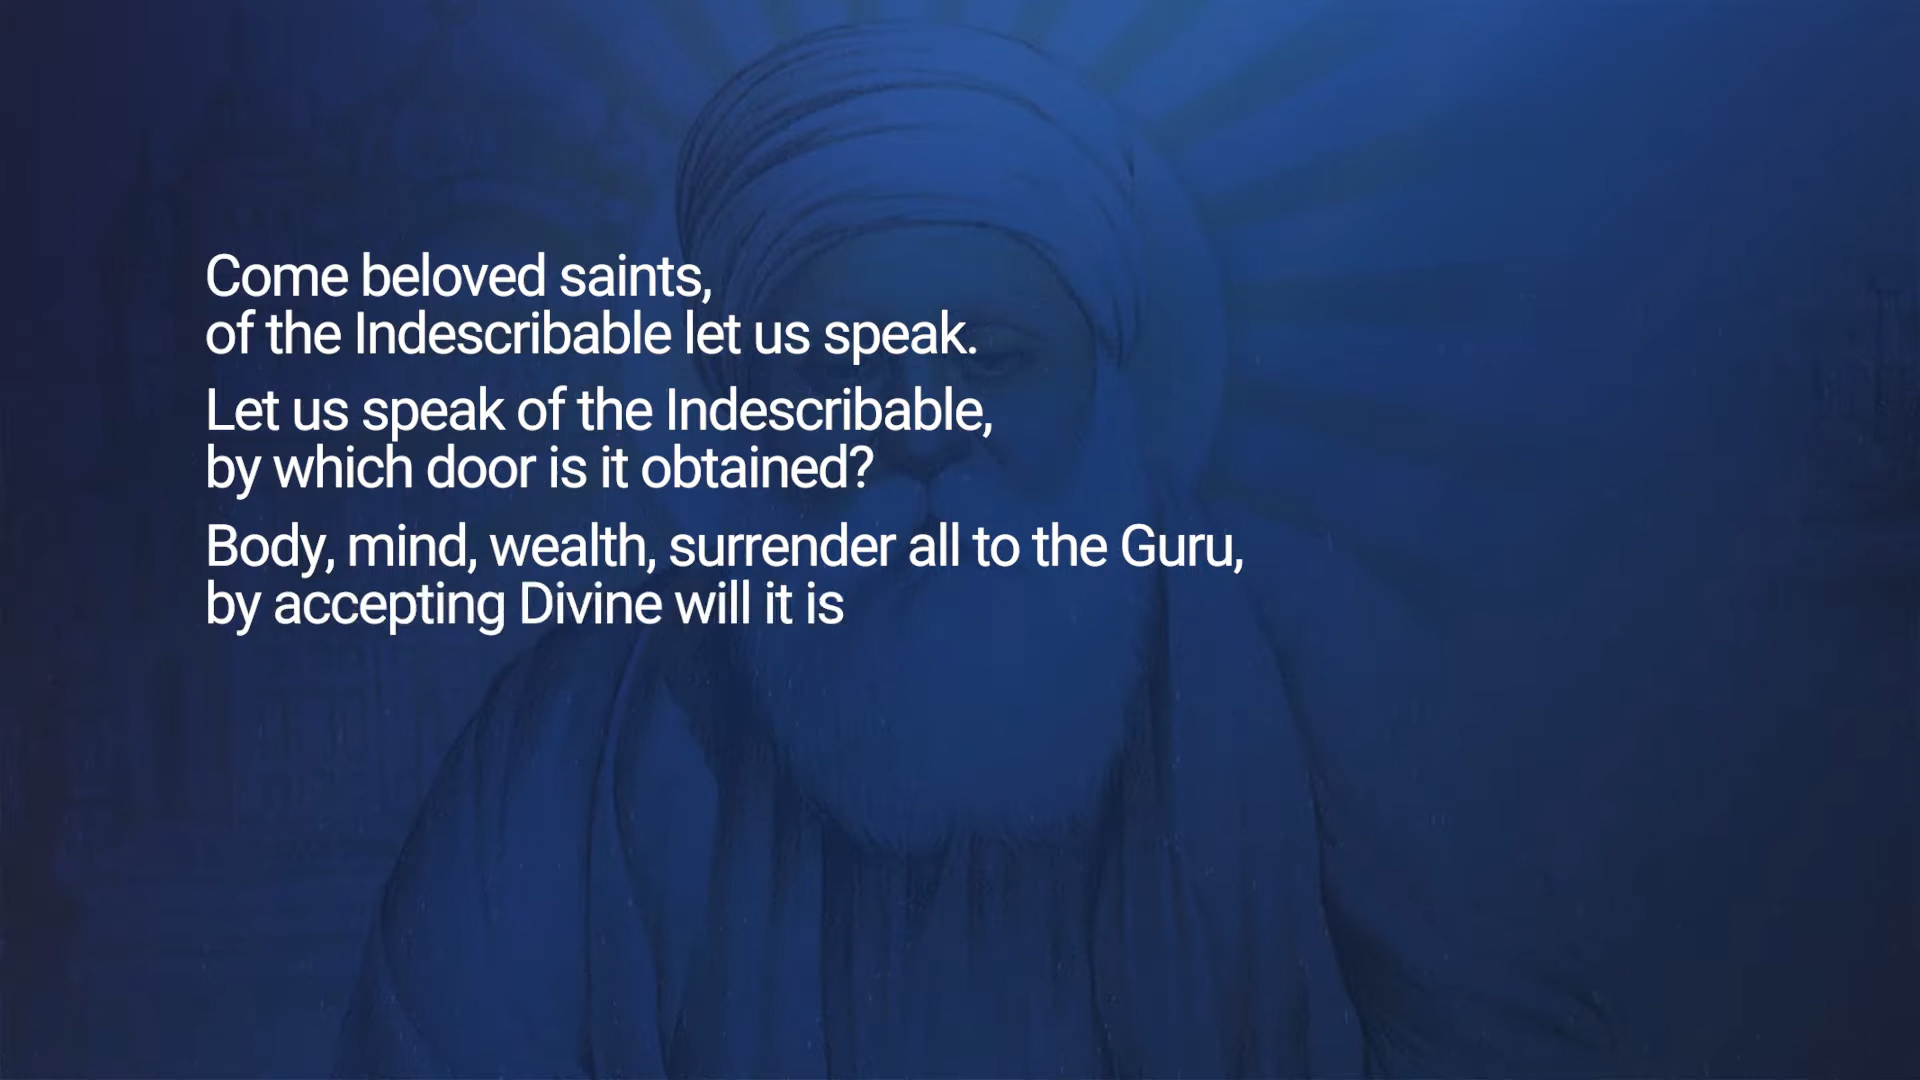 Come beloved saints,
of the Indescribable let us speak.
Let us speak of the Indescribable,
by which door is it obtained?
Body, mind, wealth, surrender all to the Guru,
by accepting Divine will it is